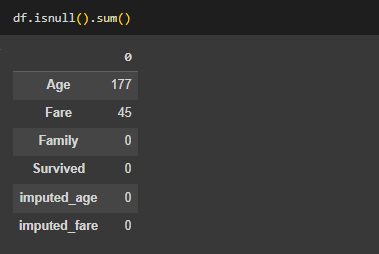 df.isnull().sum()
0
Age 177
Fare 45
Family 0
Survived 0
imputed_age 0
imputed_fare 0